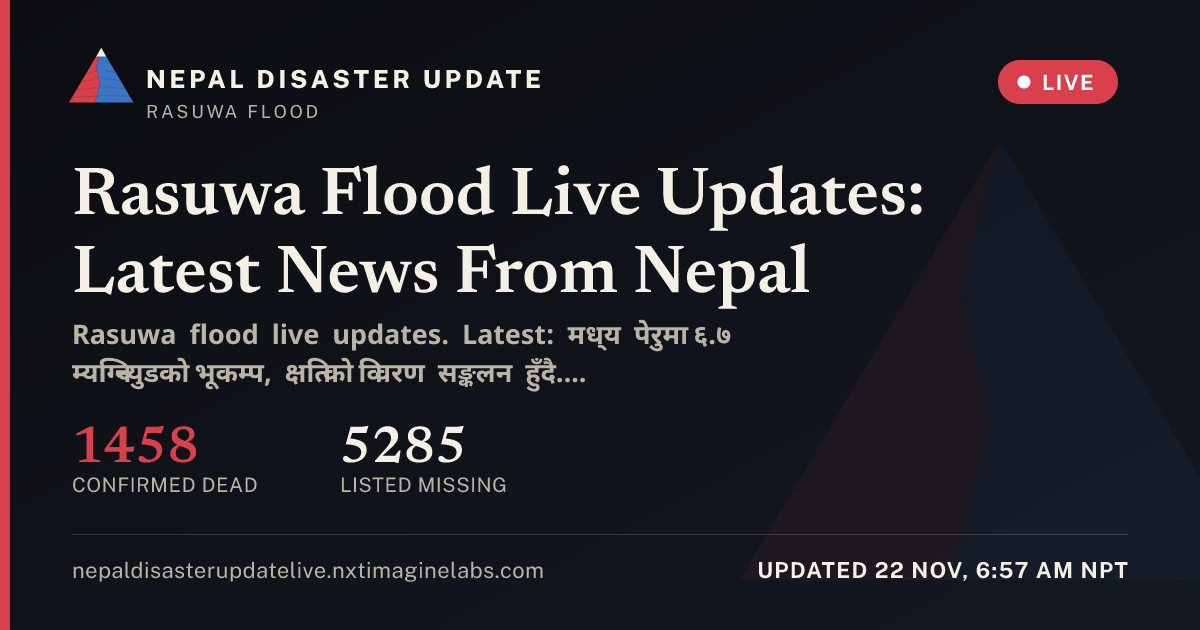 NEPAL DISASTER UPDATE
RASUWA FLOOD
LIVE
Rasuwa Flood Live Updates:
Latest News From Nepal
Rasuwa flood live updates. Latest: मध्य पेरुमा ६.७
म्याग्निच्युडको भूकम्प, क्षतिको विवरण सङ्कलन हुँदै....
1458
CONFIRMED DEAD
5285
LISTED MISSING
nepaldisasterupdatelive.nxtimaginelabs.com
UPDATED 22 NOV, 6:57 AM NPT